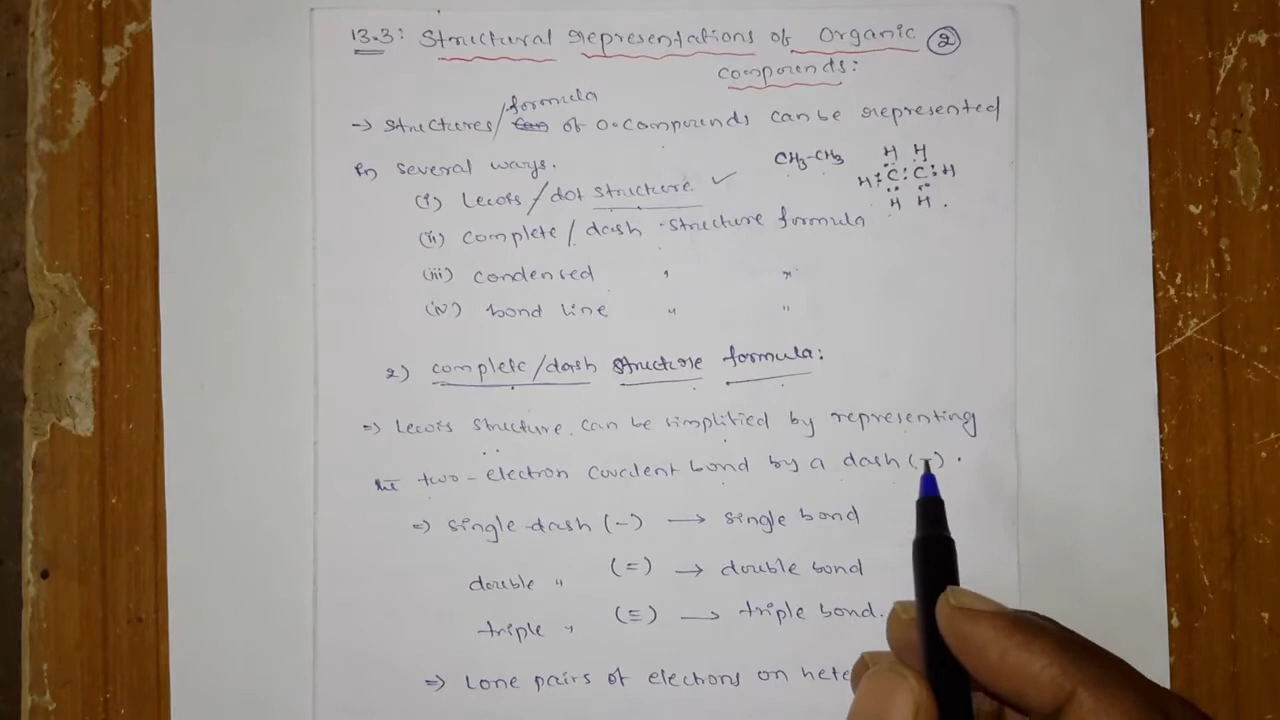 13.3: Structural Representations of Organic ②
compounds:
→ structures/formula of o.compounds can be represented
in several ways.
CH3-CH3
H H
H:C:C:H
H H
(i) Lewis/dot structure. ✓
(ii) complete/dash structure formula
(iii) condensed " "
(iv) bond line " "
2) complete/dash structure formula:
⇒ Lewis structure can be simplified by representing
the two-electron covalent bond by a dash (-).
⇒ single dash (-) → single bond
double " (=) → double bond
triple " (≡) → triple bond.
⇒ Lone pairs of electrons on hete